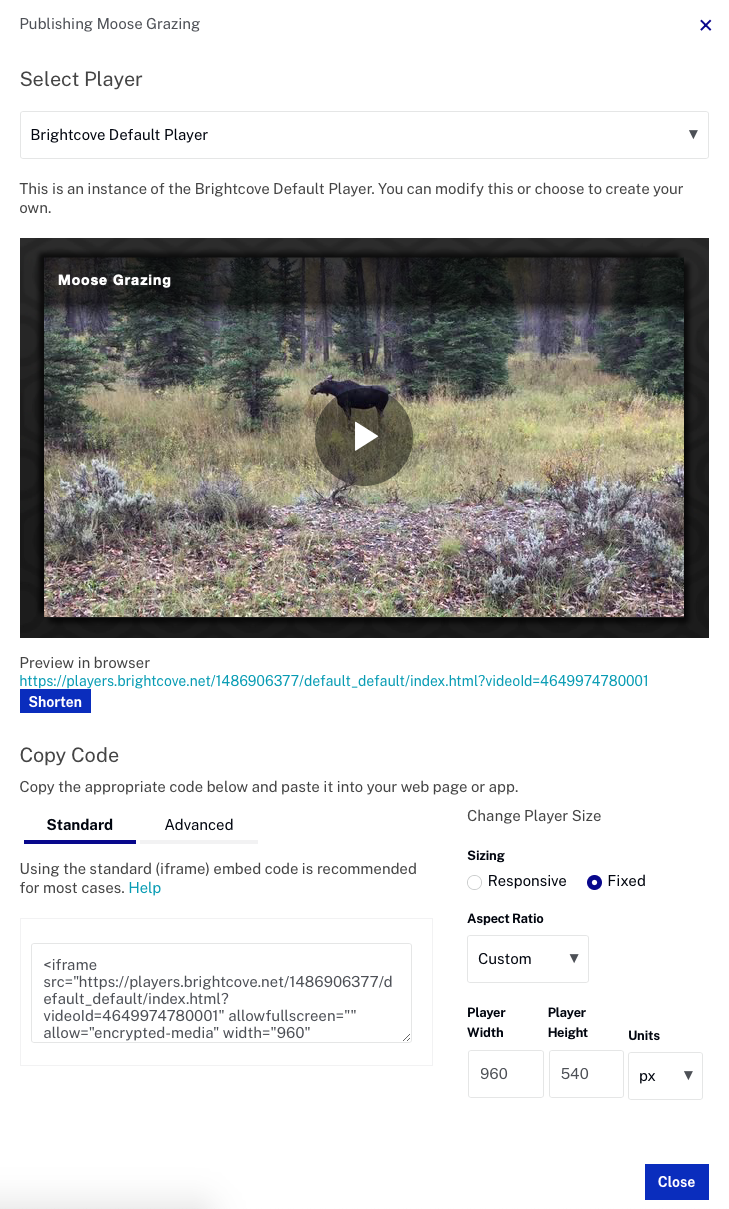 Publishing Moose Grazing
Select Player
Brightcove Default Player
This is an instance of the Brightcove Default Player. You can modify this or choose to create your
own.
Moose Grazing
Preview in browser
https://players.brightcove.net/1486906377/default_default/index.html?videoId=4649974780001
Shorten
Copy Code
Copy the appropriate code below and paste it into your web page or app.
Standard
Advanced
Using the standard (iframe) embed code is recommended
for most cases. Help
<iframe
src="https://players.brightcove.net/1486906377/d
efault_default/index.html?
videoId=4649974780001" allowfullscreen=""
allow="encrypted-media" width="960"
Change Player Size
Sizing
Responsive
Fixed
Aspect Ratio
Custom
Player
Width
Player
Height
Units
960
540
px
Close